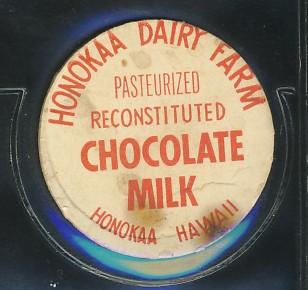 HONOKAA DAIRY FARM
PASTEURIZED
RECONSTITUTED
CHOCOLATE
MILK
HONOKAA HAWAII